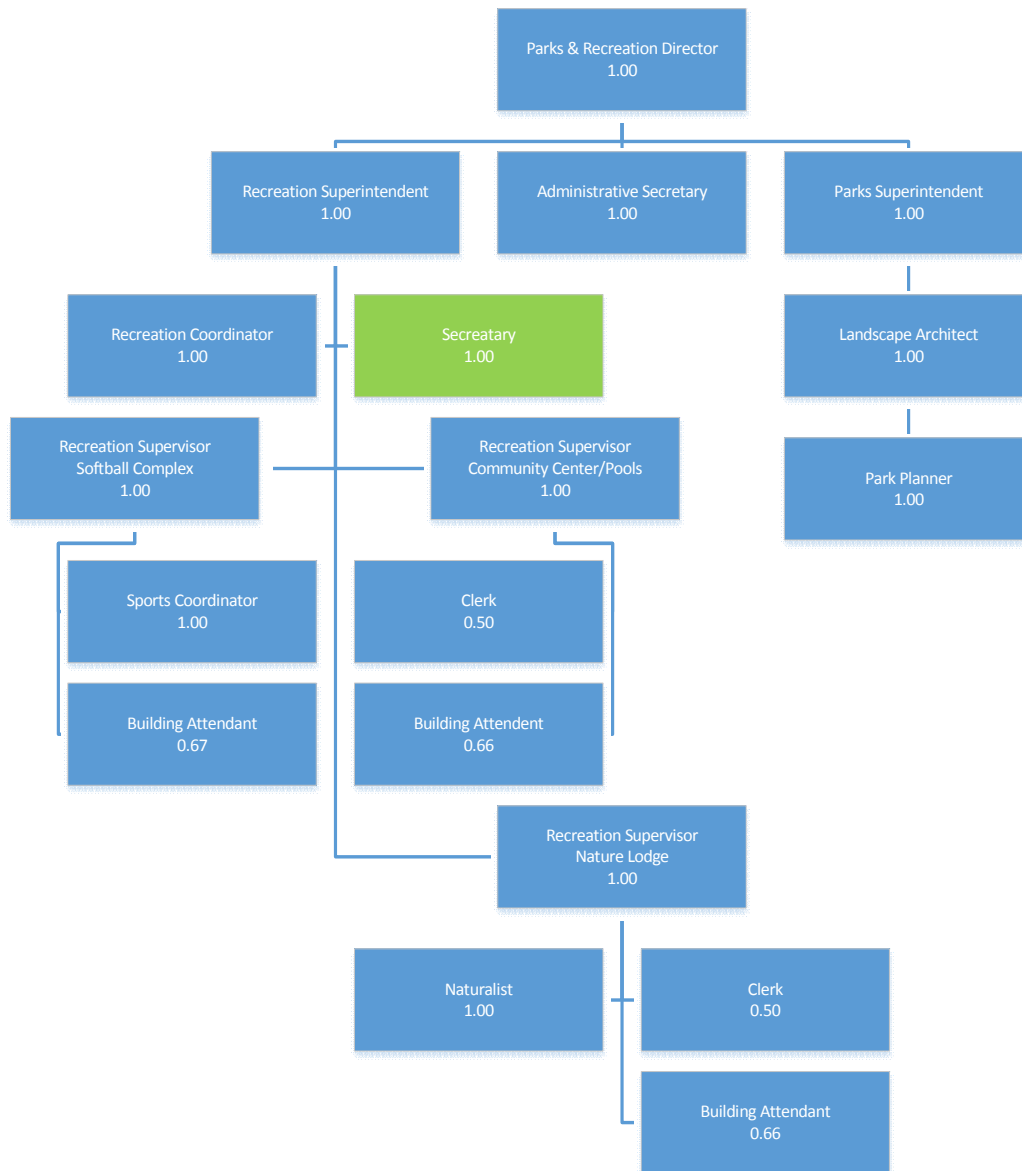 Parks & Recreation Director
1.00
Recreation Superintendent
1.00
Administrative Secretary
1.00
Parks Superintendent
1.00
Recreation Coordinator
1.00
Secreatary
1.00
Landscape Architect
1.00
Recreation Supervisor
Softball Complex
1.00
Recreation Supervisor
Community Center/Pools
1.00
Park Planner
1.00
Sports Coordinator
1.00
Clerk
0.50
Building Attendant
0.67
Building Attendent
0.66
Recreation Supervisor
Nature Lodge
1.00
Naturalist
1.00
Clerk
0.50
Building Attendant
0.66